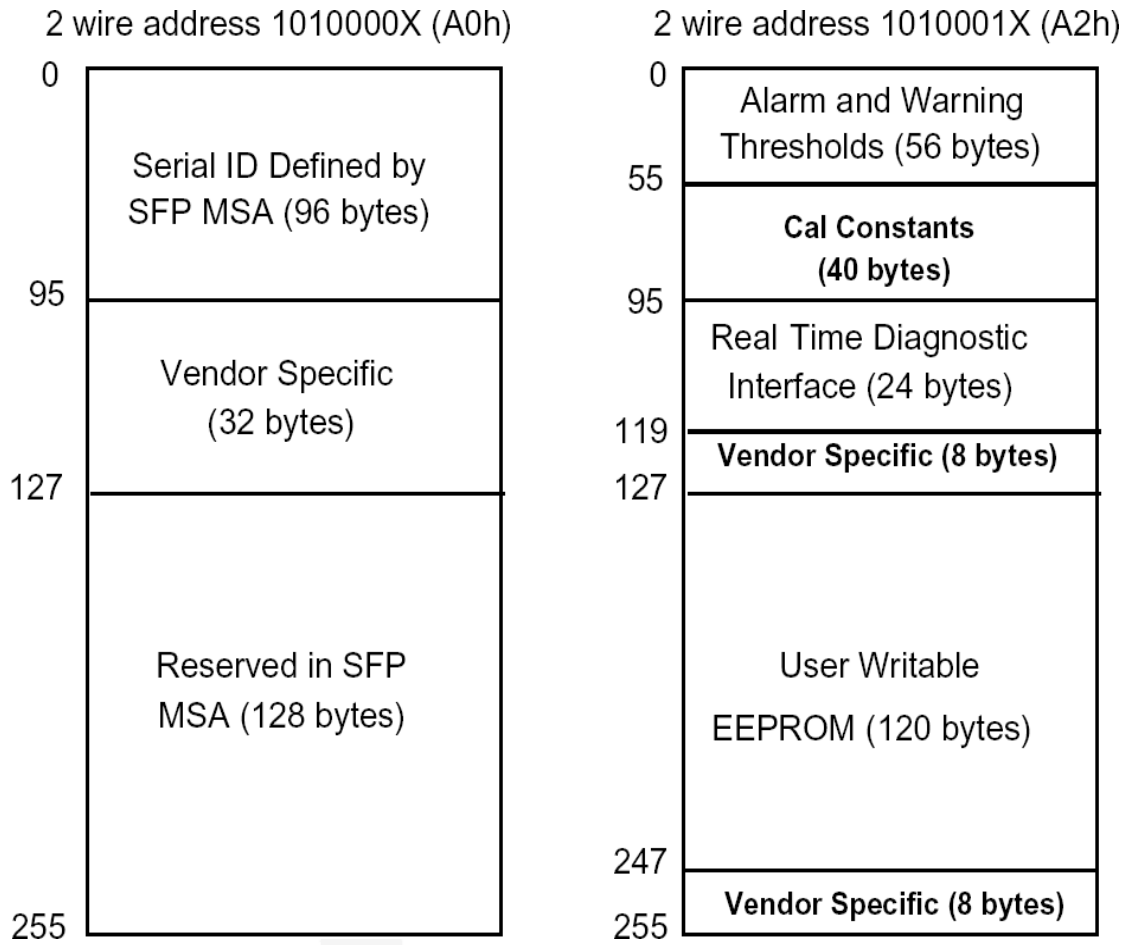 2 wire address 1010000X (A0h)
0
Serial ID Defined by
SFP MSA (96 bytes)
95
Vendor Specific
(32 bytes)
127
Reserved in SFP
MSA (128 bytes)
255
2 wire address 1010001X (A2h)
0
Alarm and Warning
Thresholds (56 bytes)
55
Cal Constants
(40 bytes)
95
Real Time Diagnostic
Interface (24 bytes)
119
Vendor Specific (8 bytes)
127
User Writable
EEPROM (120 bytes)
247
Vendor Specific (8 bytes)
255